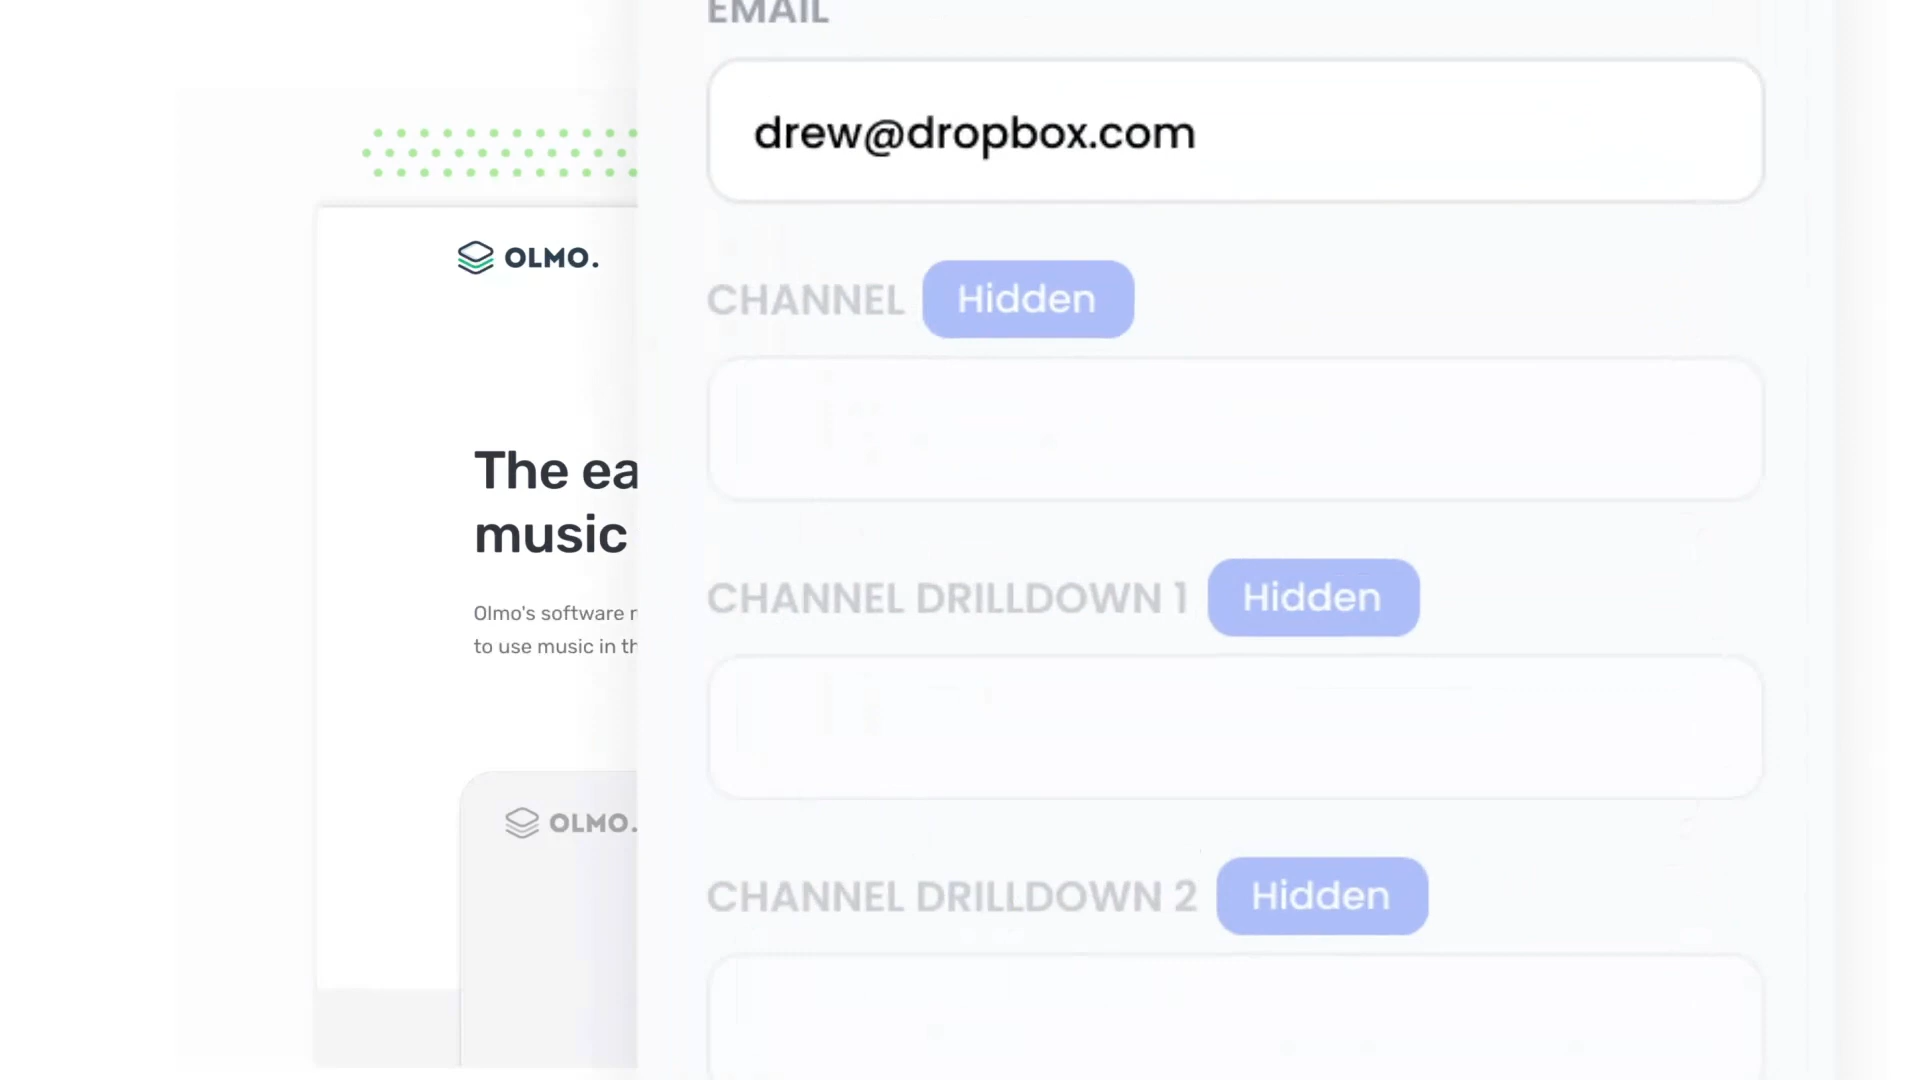 EMAIL
drew@dropbox.com
OLMO.
CHANNEL Hidden
The ea
music
CHANNEL DRILLDOWN 1 Hidden
Olmo's software r
to use music in th
OLMO.
CHANNEL DRILLDOWN 2 Hidden